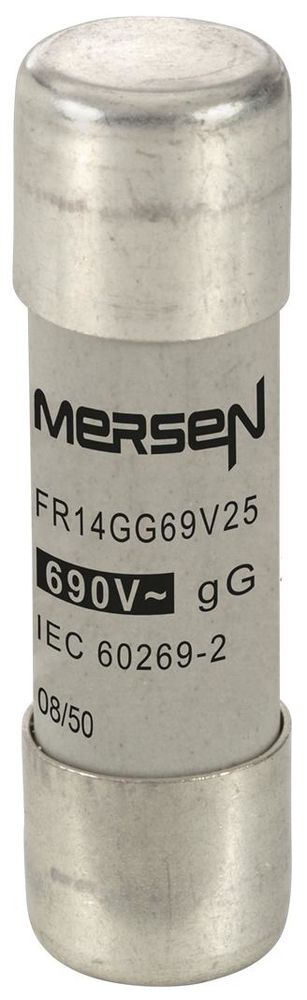 MERSEN
FR14GG69V25
690V~ gG
IEC 60269-2
08/50